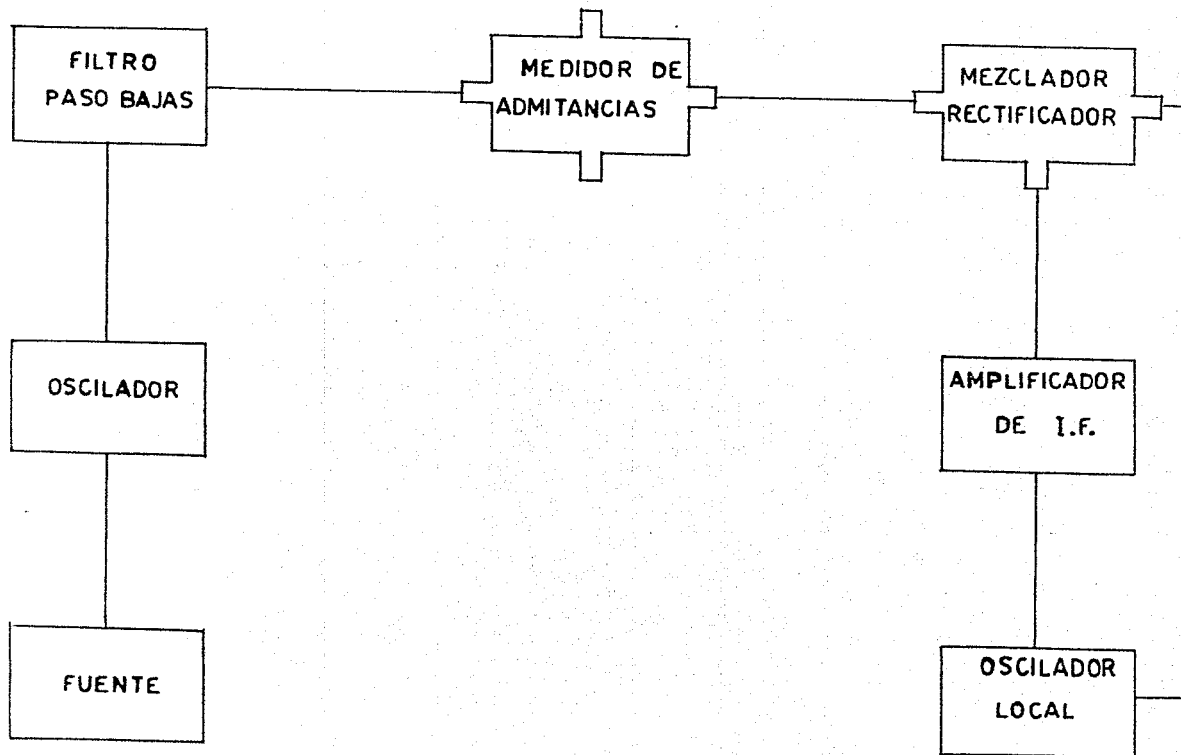 FILTRO
PASO BAJAS
MEDIDOR DE
ADMITANCIAS
MEZCLADOR
RECTIFICADOR
OSCILADOR
AMPLIFICADOR
DE I.F.
FUENTE
OSCILADOR
LOCAL